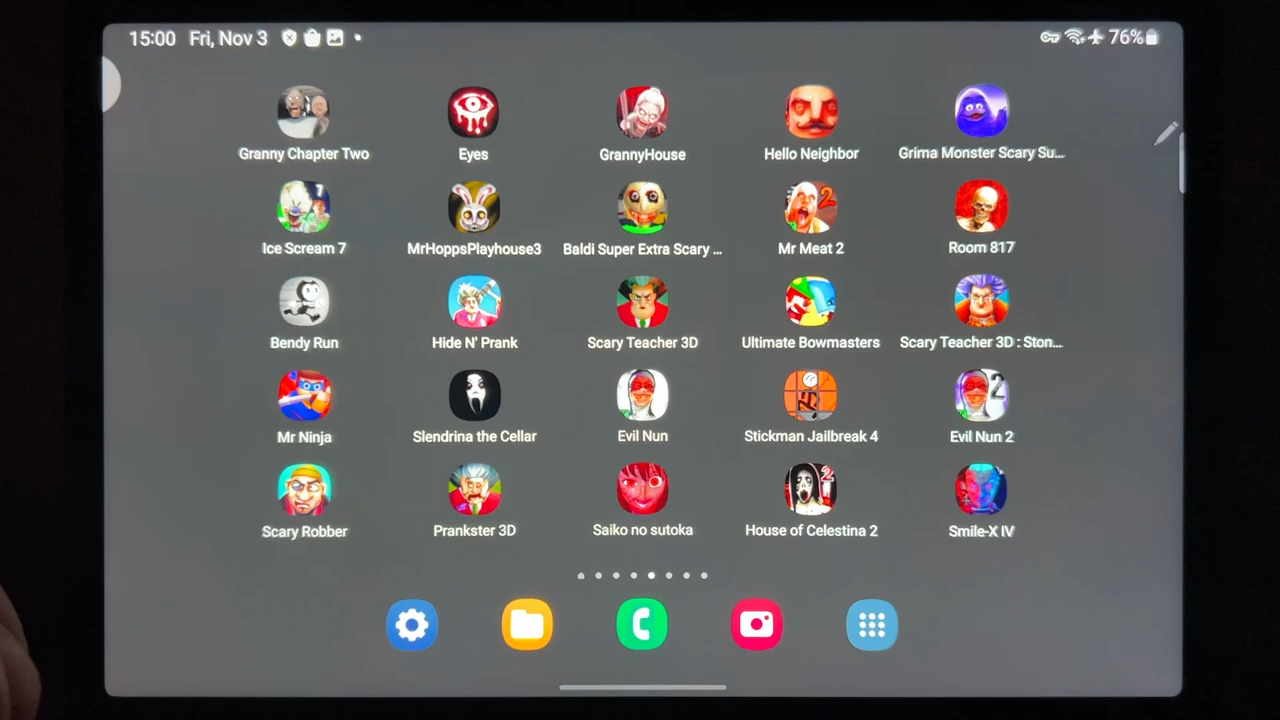 15:00 Fri, Nov 3
76%
Granny Chapter Two
Eyes
GrannyHouse
Hello Neighbor
Grima Monster Scary Su...
Ice Scream 7
MrHoppsPlayhouse3
Baldi Super Extra Scary ...
Mr Meat 2
Room 817
Bendy Run
Hide N' Prank
Scary Teacher 3D
Ultimate Bowmasters
Scary Teacher 3D : Ston...
Mr Ninja
Slendrina the Cellar
Evil Nun
Stickman Jailbreak 4
Evil Nun 2
Scary Robber
Prankster 3D
Saiko no sutoka
House of Celestina 2
Smile-X IV